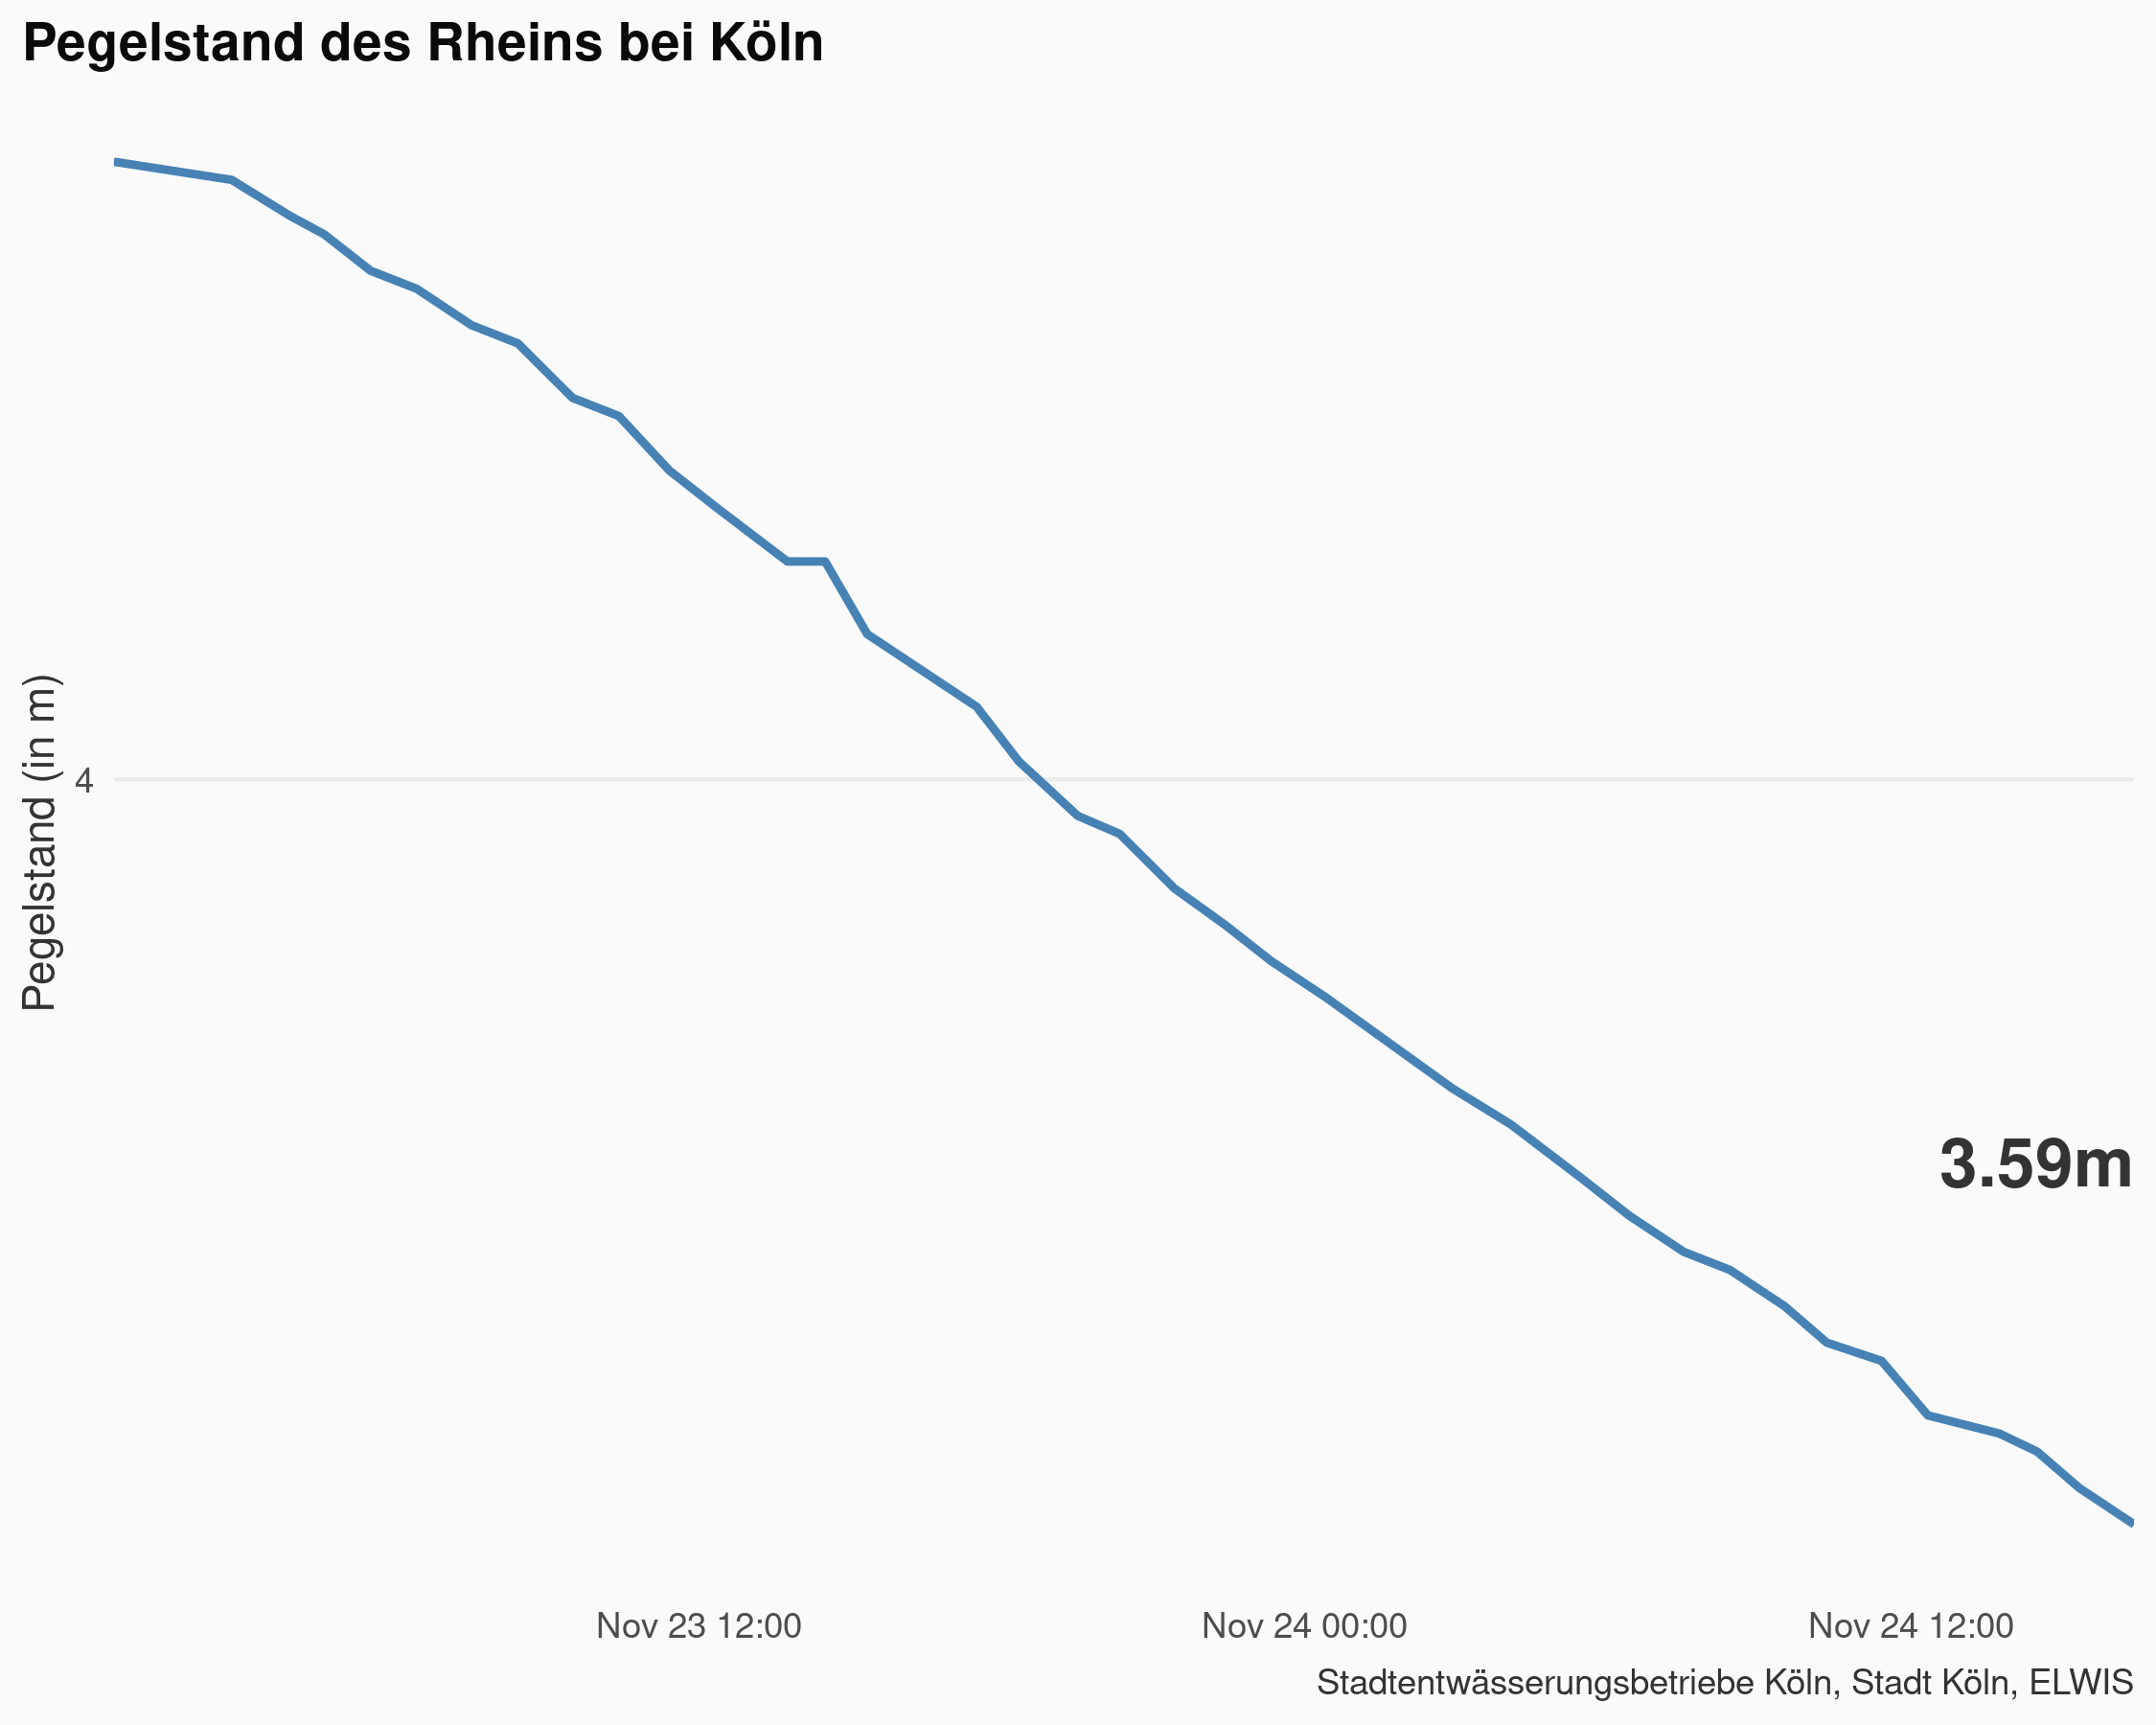 Pegelstand des Rheins bei Köln
Pegelstand (in m)
4
3.59m
Nov 23 12:00
Nov 24 00:00
Nov 24 12:00
Stadtentwässerungsbetriebe Köln, Stadt Köln, ELWIS